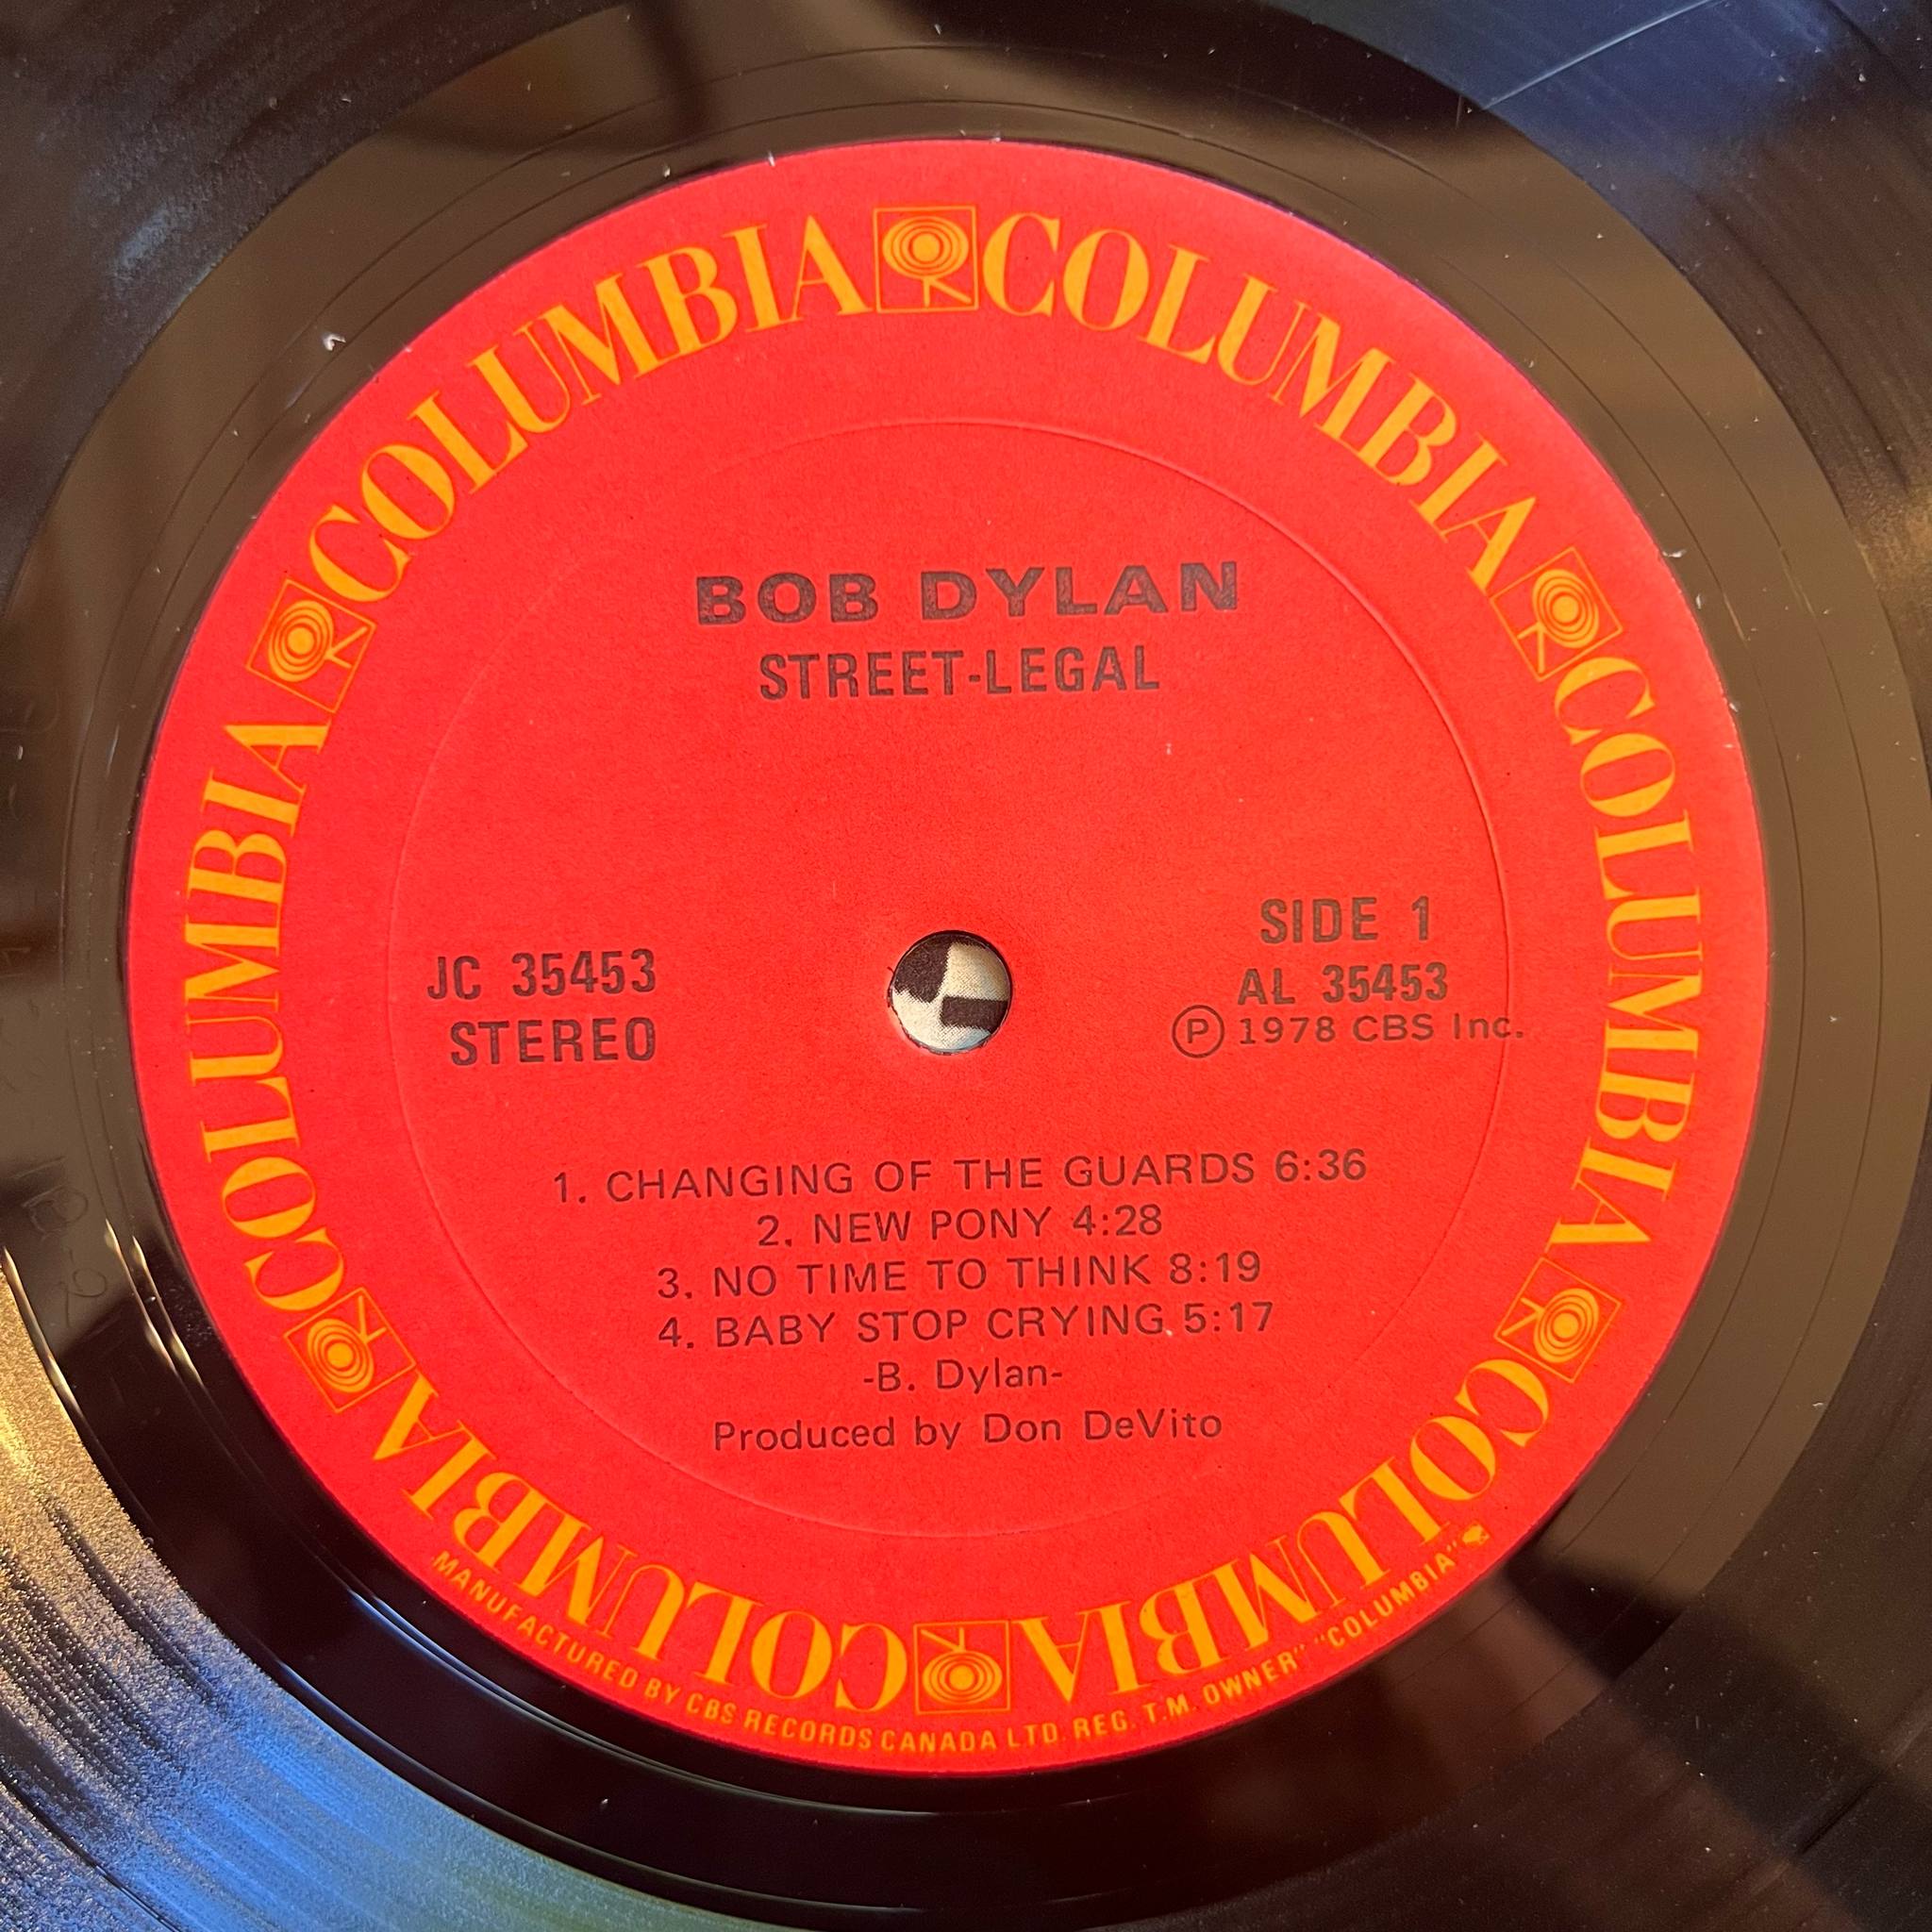 COLUMBIA COLUMBIA COLUMBIA COLUMBIA COLUMBIA COLUMBIA
BOB DYLAN
STREET-LEGAL
SIDE 1
JC 35453
AL 35453
STEREO
Ⓟ 1978 CBS Inc.
1. CHANGING OF THE GUARDS 6:36
2. NEW PONY 4:28
3. NO TIME TO THINK 8:19
4. BABY STOP CRYING 5:17
-B. Dylan-
Produced by Don DeVito
MANUFACTURED BY CBS RECORDS CANADA LTD. REG. T.M. OWNER" "COLUMBIA"